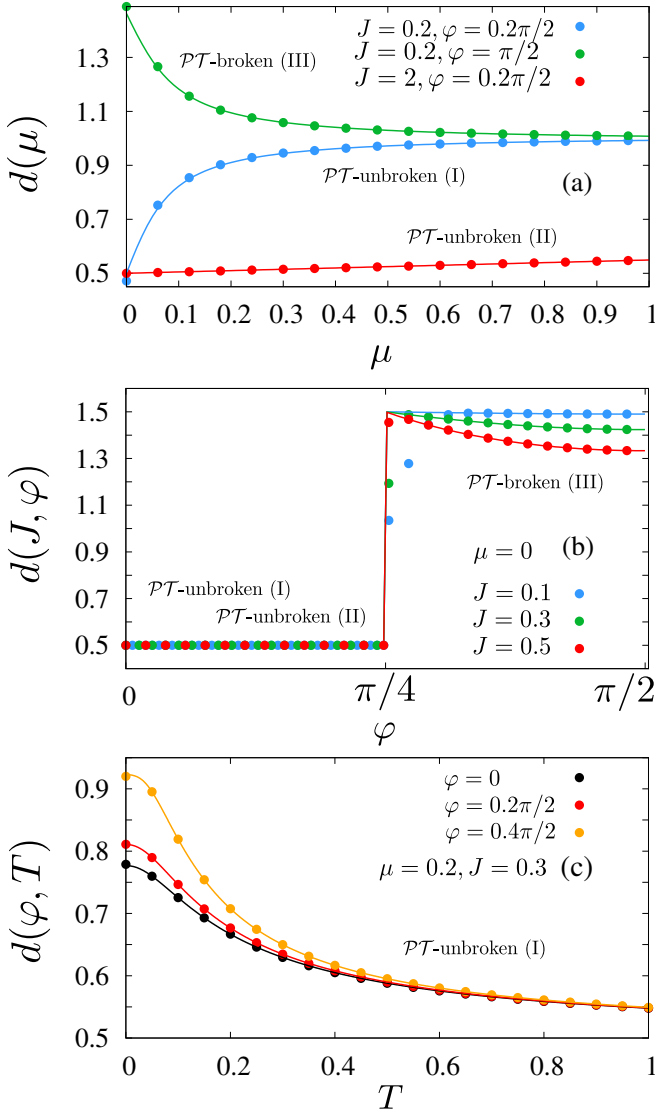 1.3
1.1
0.9
0.7
0.5
d(μ)
J = 0.2, φ = 0.2π/2
J = 0.2, φ = π/2
J = 2, φ = 0.2π/2
𝒫𝒯-broken (III)
𝒫𝒯-unbroken (I)
(a)
𝒫𝒯-unbroken (II)
0 0.1 0.2 0.3 0.4 0.5 0.6 0.7 0.8 0.9 1
μ
1.5
1.3
1.1
0.9
0.7
0.5
d(J, φ)
𝒫𝒯-broken (III)
μ = 0 (b)
𝒫𝒯-unbroken (I)
𝒫𝒯-unbroken (II)
J = 0.1
J = 0.3
J = 0.5
0 π/4 π/2
φ
0.9
0.8
0.7
0.6
0.5
d(φ, T)
φ = 0
φ = 0.2π/2
φ = 0.4π/2
μ = 0.2, J = 0.3 (c)
𝒫𝒯-unbroken (I)
0 0.2 0.4 0.6 0.8 1
T